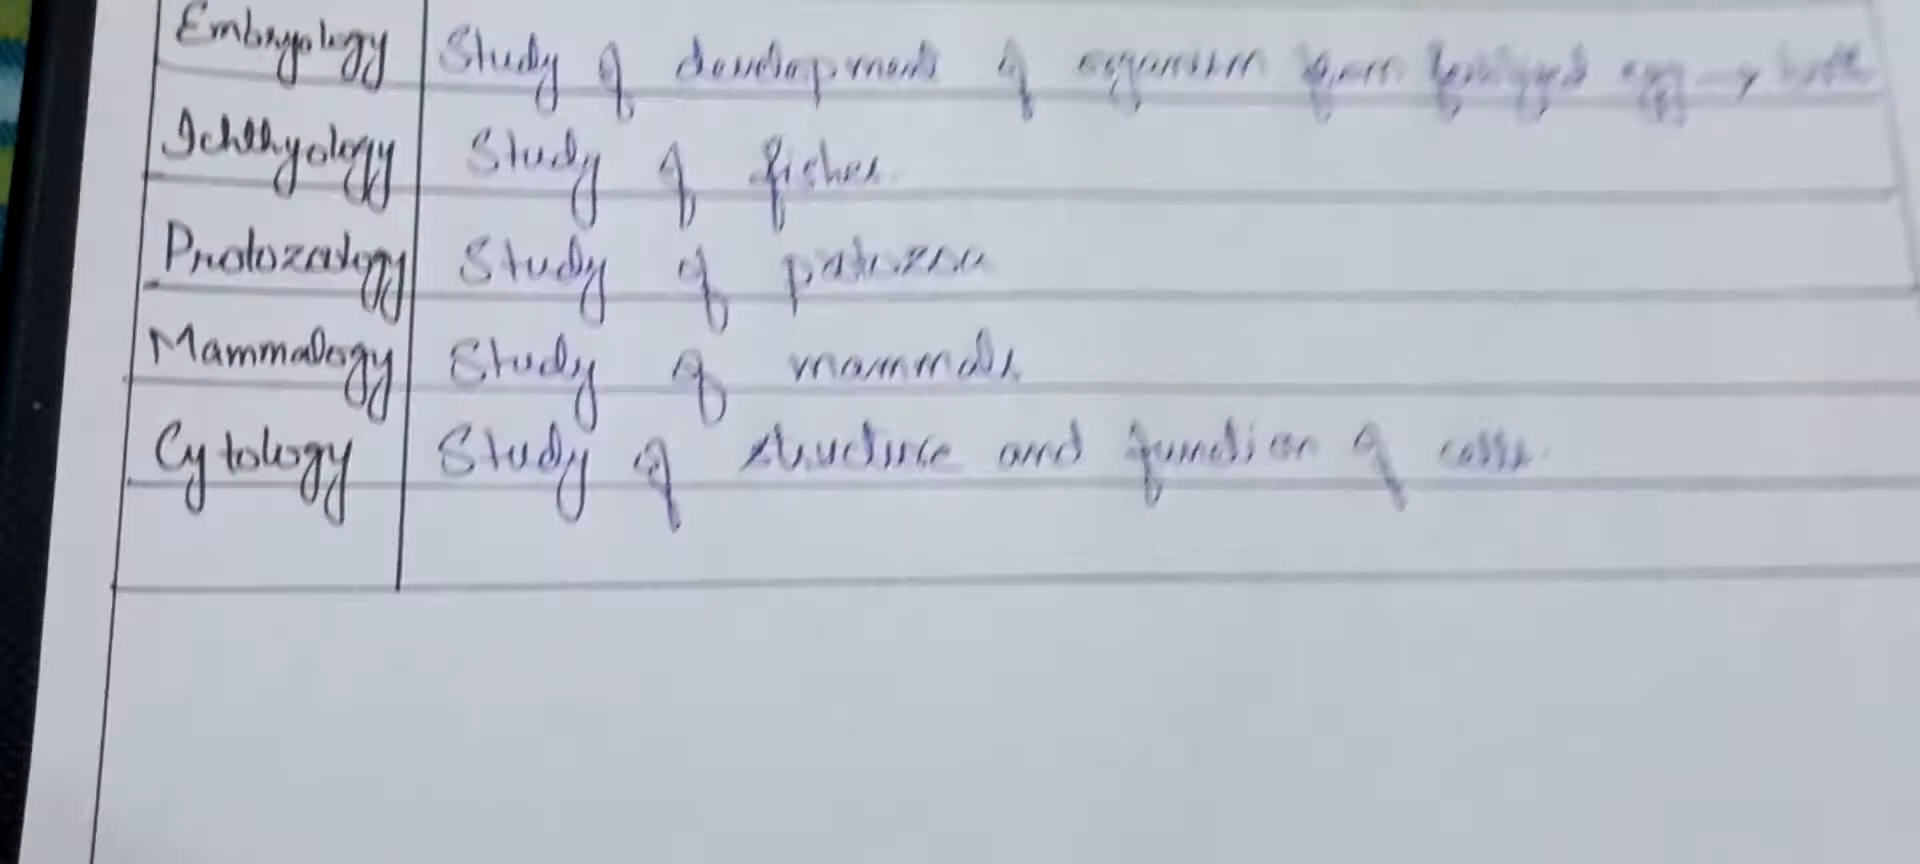 Embryology Study of development of organism from fertilized egg → birth
Ichthyology Study of fishes.
Protozoology Study of protozoa
Mammalogy Study of mammals.
Cytology Study of structure and function of cells.